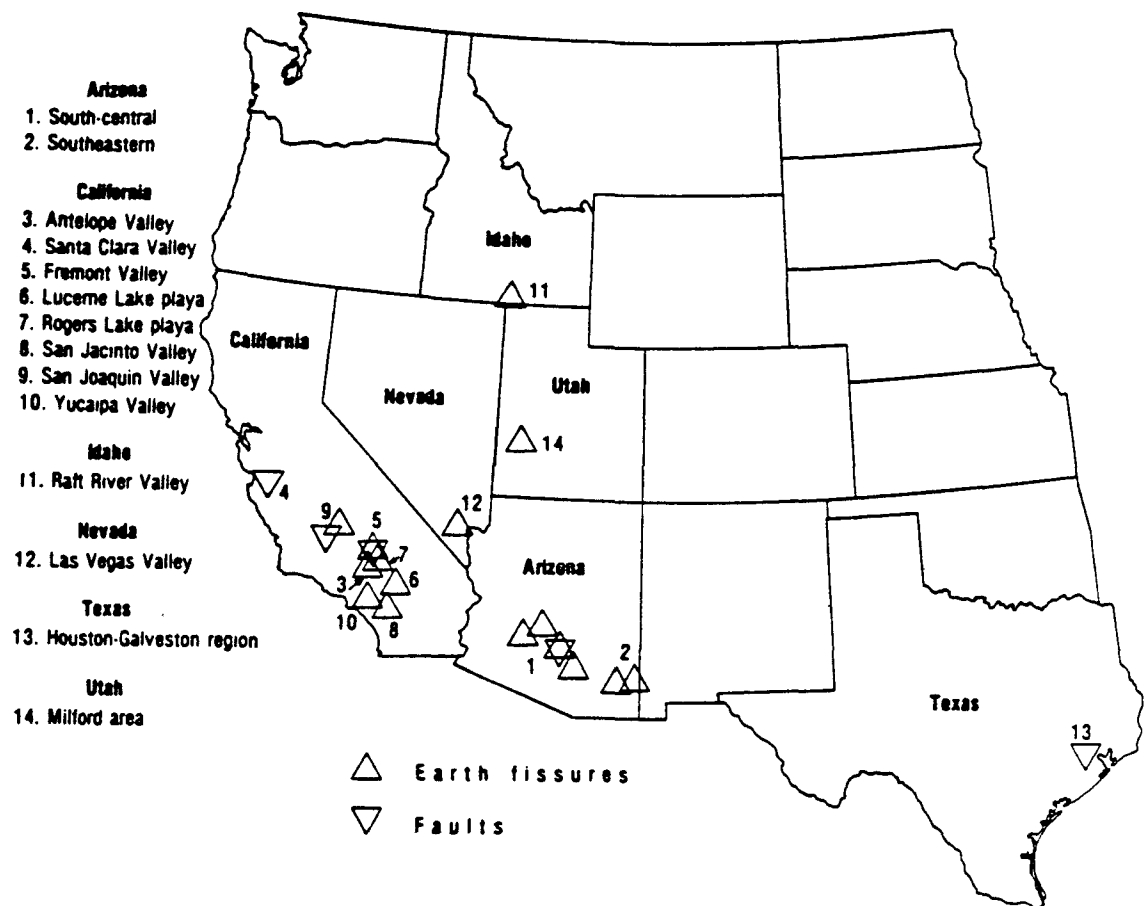 Arizona
1. South-central
2. Southeastern
California
3. Antelope Valley
4. Santa Clara Valley
5. Fremont Valley
6. Lucerne Lake playa
7. Rogers Lake playa
8. San Jacinto Valley
9. San Joaquin Valley
10. Yucaipa Valley
Idaho
11. Raft River Valley
Nevada
12. Las Vegas Valley
Texas
13. Houston-Galveston region
Utah
14. Milford area
Idaho
11
California
Nevada
Utah
14
4
9
5
12
7
3
6
10
8
Arizona
1
2
Texas
13
Earth fissures
Faults